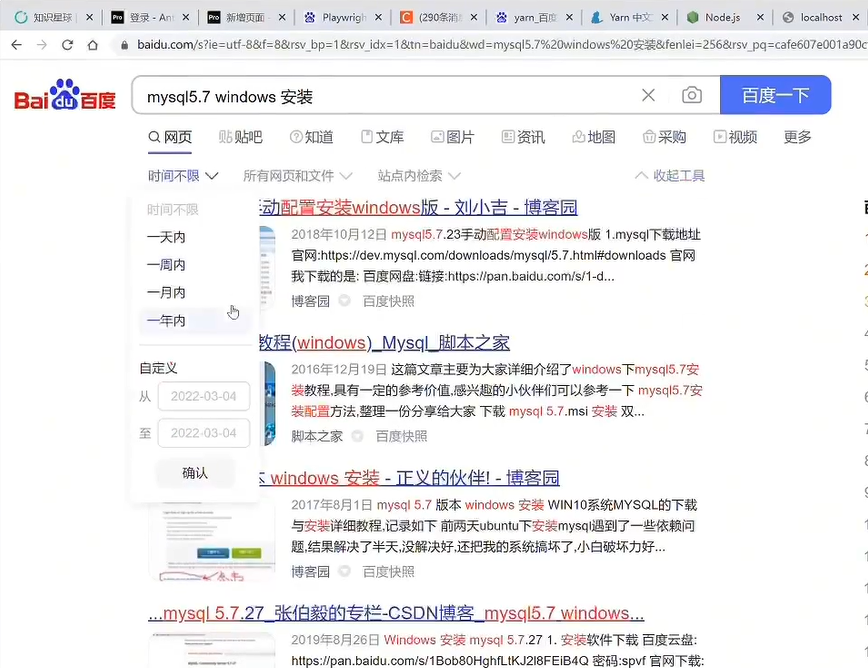 知识星球
登录 - Ant
新增页面 -
Playwrigh
(290条消
yarn_百度
Yarn 中文
Node.js
localhost
baidu.com/s?ie=utf-8&f=8&rsv_bp=1&rsv_idx=1&tn=baidu&wd=mysql5.7%20windows%20安装&fenlei=256&rsv_pq=cafe607e001a90c
Bai du 百度
mysql5.7 windows 安装
百度一下
网页 贴吧 知道 文库 图片 资讯 地图 采购 视频 更多
时间不限 所有网页和文件 站点内检索 收起工具
时间不限
一天内
一周内
一月内
一年内
自定义
从 2022-03-04
至 2022-03-04
确认
手动配置安装windows版 - 刘小吉 - 博客园
2018年10月12日 mysql5.7.23手动配置安装windows版 1.mysql下载地址
官网:https://dev.mysql.com/downloads/mysql/5.7.html#downloads 官网
我下载的是: 百度网盘:链接:https://pan.baidu.com/s/1-d...
博客园 百度快照
教程(windows)_Mysql_脚本之家
2016年12月19日 这篇文章主要为大家详细介绍了windows下mysql5.7安
装教程,具有一定的参考价值,感兴趣的小伙伴们可以参考一下 mysql5.7安
装配置方法,整理一份分享给大家 下载 mysql 5.7.msi 安装 双...
脚本之家 百度快照
本 windows 安装 - 正义的伙伴! - 博客园
2017年8月1日 mysql 5.7 版本 windows 安装 WIN10系统MYSQL的下载
与安装详细教程,记录如下 前两天ubuntu下安装mysql遇到了一些依赖问
题,结果解决了半天,没解决好,还把我的系统搞坏了,小白破坏力好...
博客园 百度快照
...mysql 5.7.27_张伯毅的专栏-CSDN博客_mysql5.7 windows...
2019年8月26日 Windows 安装 mysql 5.7.27 1. 安装软件下载 百度云盘:
https://pan.baidu.com/s/1Bob80HghfLtKJ2I8FEiB4Q 密码:spvf 官网下载: